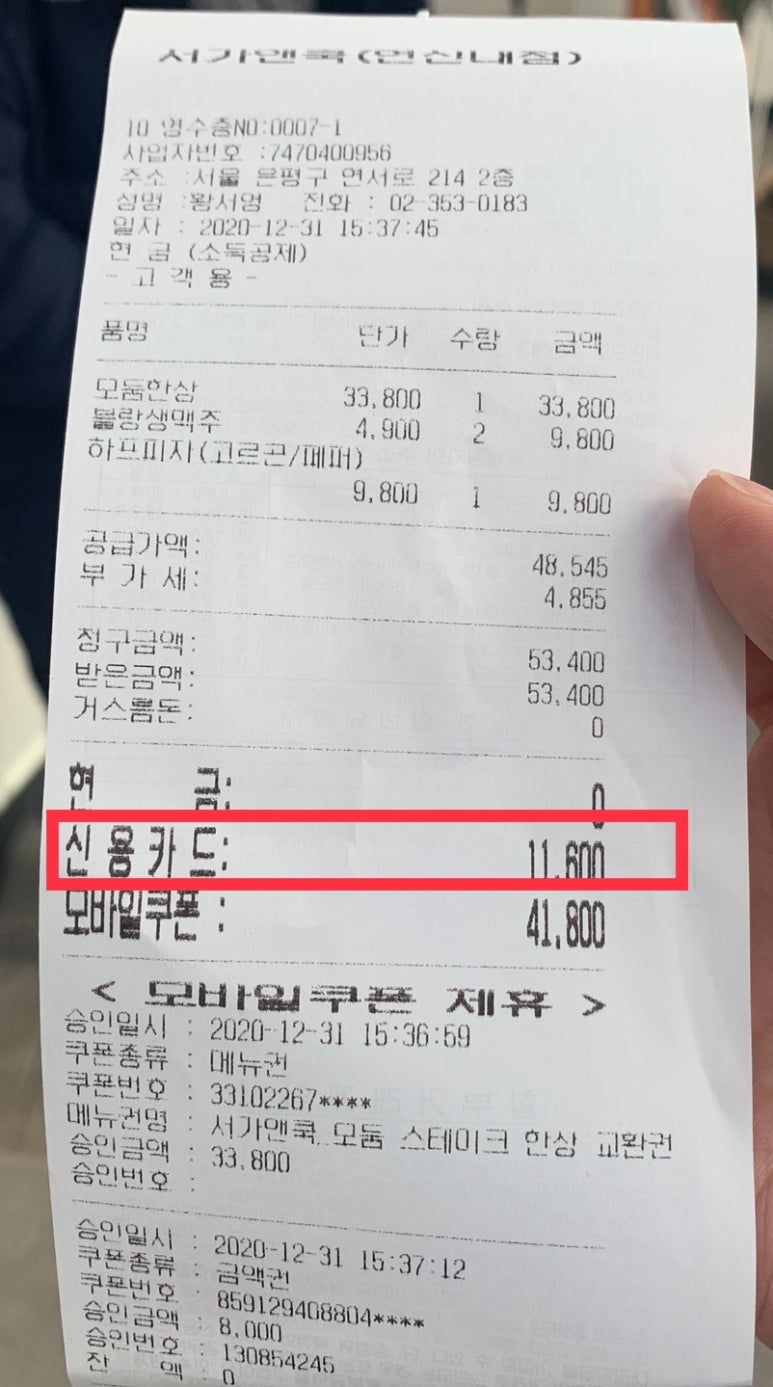 서가앤쿡(연신내점)
10 영수증NO:0007-1
사업자번호 :7470400956
주소 :서울 은평구 연서로 214 2층
성명 :황서영 전화 : 02-353-0183
일자 : 2020-12-31 15:37:45
현 금 (소득공제)
- 고 객 용 -
품명 단가 수량 금액
모둠한상 33,800 1 33,800
블랑생맥주 4,900 2 9,800
하프피자(고르곤/페퍼)
9,800 1 9,800
공급가액: 48,545
부 가 세: 4,855
청구금액: 53,400
받은금액: 53,400
거스름돈: 0
현 금: 0
신 용 카 드: 11,600
모바일쿠폰 : 41,800
< 모바일쿠폰 제휴 >
승인일시 : 2020-12-31 15:36:59
쿠폰종류 : 메뉴권
쿠폰번호 : 33102267****
메뉴권명 : 서가앤쿡_모둠 스테이크 한상 교환권
승인금액 : 33,800
승인번호 :
승인일시 : 2020-12-31 15:37:12
쿠폰종류 : 금액권
쿠폰번호 : 859129408804****
승인금액 : 8,000
승인번호 : 130854245
잔 액 : 0